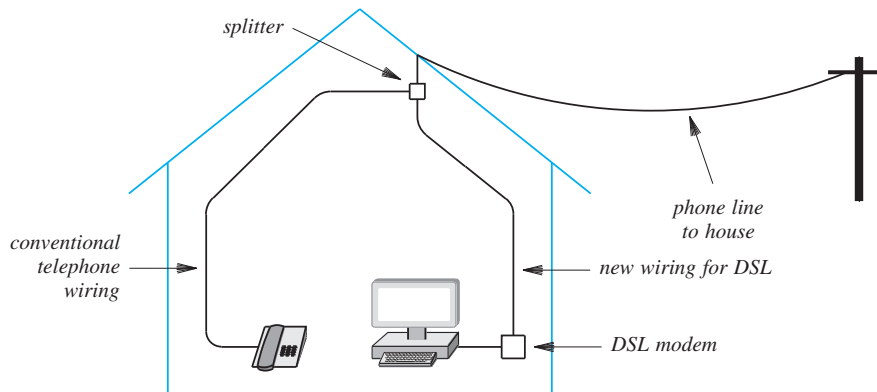 splitter
phone line
to house
conventional
telephone
wiring
new wiring for DSL
DSL modem